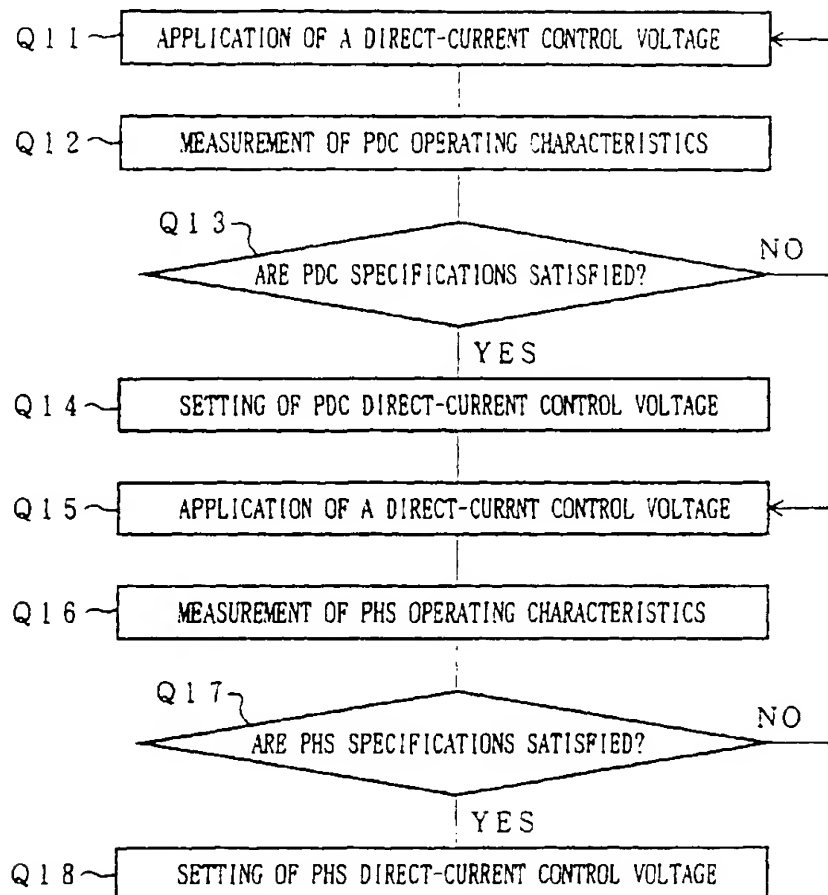 Q11 APPLICATION OF A DIRECT-CURRENT CONTROL VOLTAGE
Q12 MEASUREMENT OF PDC OPERATING CHARACTERISTICS
Q13
ARE PDC SPECIFICATIONS SATISFIED?
NO
YES
Q14 SETTING OF PDC DIRECT-CURRENT CONTROL VOLTAGE
Q15 APPLICATION OF A DIRECT-CURRNT CONTROL VOLTAGE
Q16 MEASUREMENT OF PHS OPERATING CHARACTERISTICS
Q17
ARE PHS SPECIFICATIONS SATISFIED?
NO
YES
Q18 SETTING OF PHS DIRECT-CURRENT CONTROL VOLTAGE